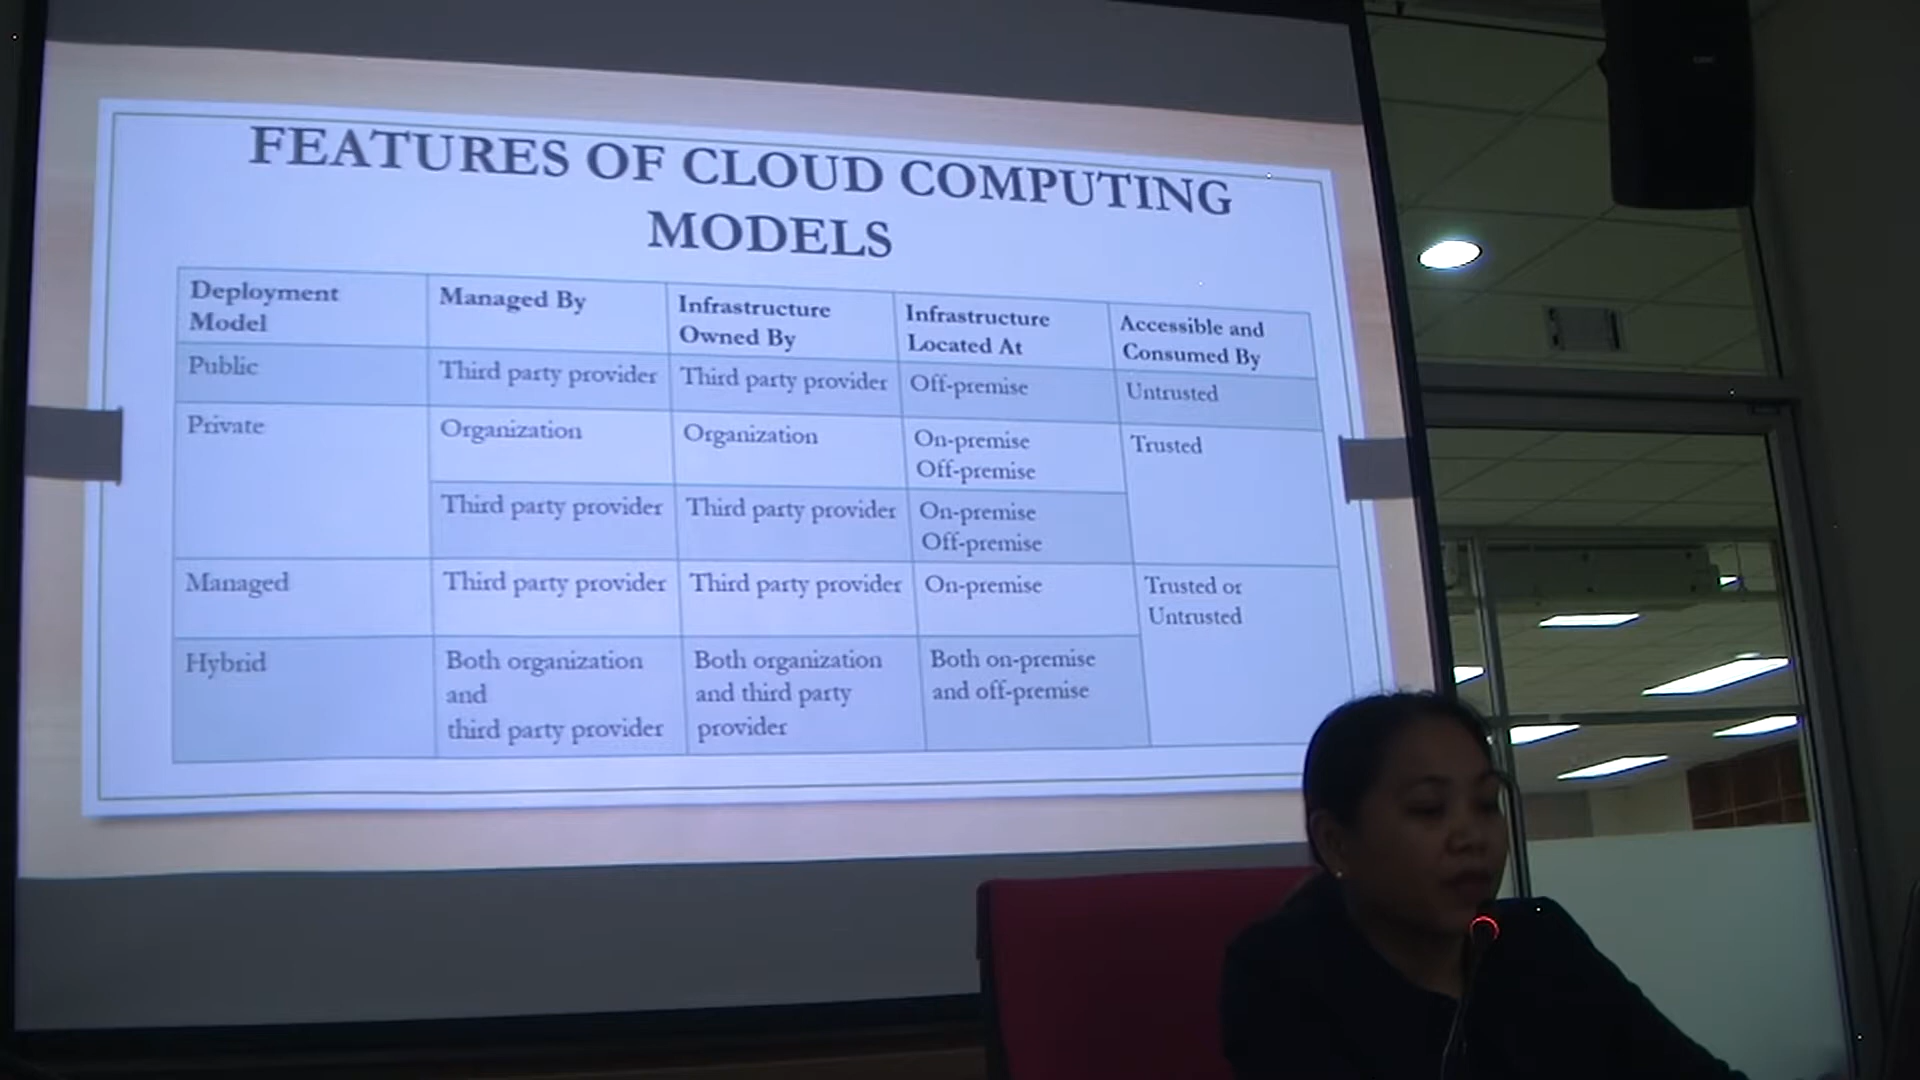 FEATURES OF CLOUD COMPUTING
MODELS
Deployment
Model
Managed By
Infrastructure
Owned By
Infrastructure
Located At
Accessible and
Consumed By
Public
Third party provider
Third party provider
Off-premise
Untrusted
Private
Organization
Organization
On-premise
Off-premise
Trusted
Third party provider
Third party provider
On-premise
Off-premise
Managed
Third party provider
Third party provider
On-premise
Trusted or
Untrusted
Hybrid
Both organization
and
third party provider
Both organization
and third party
provider
Both on-premise
and off-premise